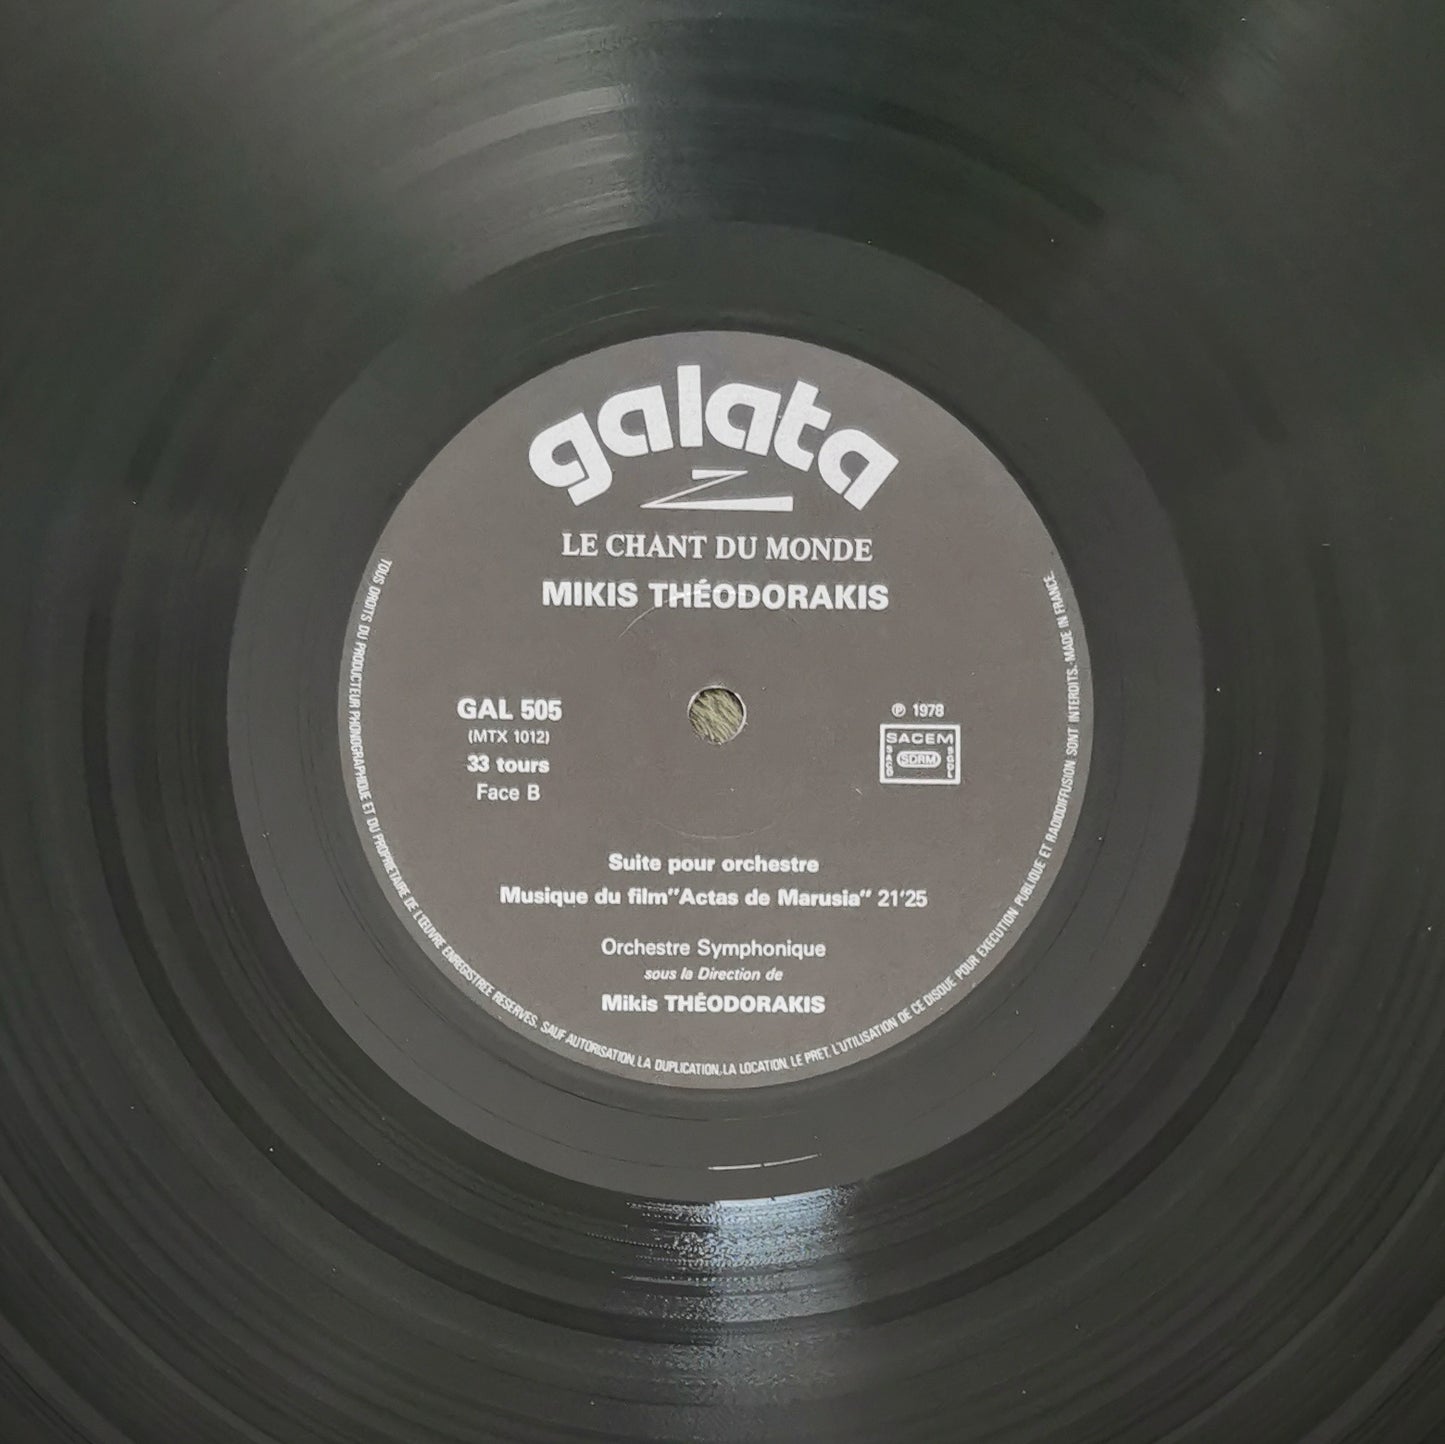 galata
LE CHANT DU MONDE
MIKIS THÉODORAKIS
GAL 505
(MTX 1012)
33 tours
Face B
℗ 1978
SACEM
SACD
SDRM
SGDL
Suite pour orchestre
Musique du film"Actas de Marusia" 21'25
Orchestre Symphonique
sous la Direction de
Mikis THÉODORAKIS
TOUS DROITS DU PRODUCTEUR PHONOGRAPHIQUE ET DU PROPRIETAIRE DE L'ŒUVRE ENREGISTREE RESERVES. SAUF AUTORISATION, LA DUPLICATION, LA LOCATION, LE PRET, L'UTILISATION DE CE DISQUE POUR EXECUTION PUBLIQUE ET RADIODIFFUSION SONT INTERDITS. MADE IN FRANCE.